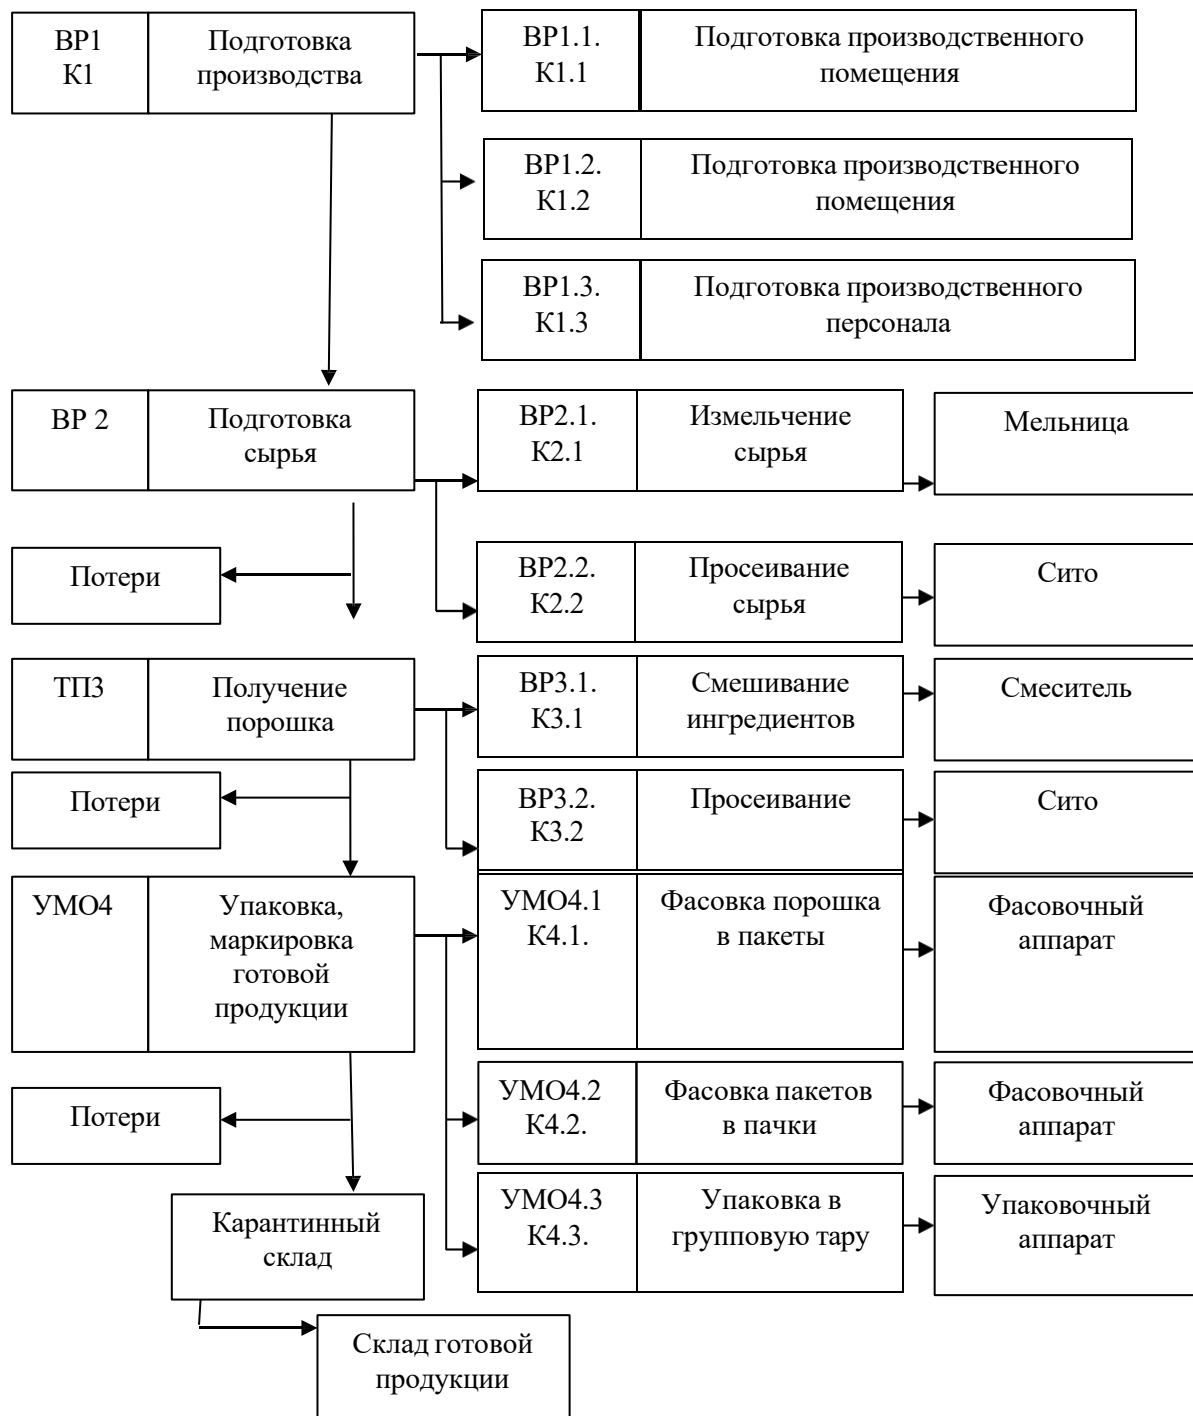 ВР1
К1
Подготовка
производства
ВР1.1.
К1.1
Подготовка производственного
помещения
ВР1.2.
К1.2
Подготовка производственного
помещения
ВР1.3.
К1.3
Подготовка производственного
персонала
ВР 2
Подготовка
сырья
ВР2.1.
К2.1
Измельчение
сырья
Мельница
Потери
ВР2.2.
К2.2
Просеивание
сырья
Сито
ТП3
Получение
порошка
ВР3.1.
К3.1
Смешивание
ингредиентов
Смеситель
Потери
ВР3.2.
К3.2
Просеивание
Сито
УМО4
Упаковка,
маркировка
готовой
продукции
УМО4.1
К4.1.
Фасовка порошка
в пакеты
Фасовочный
аппарат
Потери
УМО4.2
К4.2.
Фасовка пакетов
в пачки
Фасовочный
аппарат
УМО4.3
К4.3.
Упаковка в
групповую тару
Упаковочный
аппарат
Карантинный
склад
Склад готовой
продукции